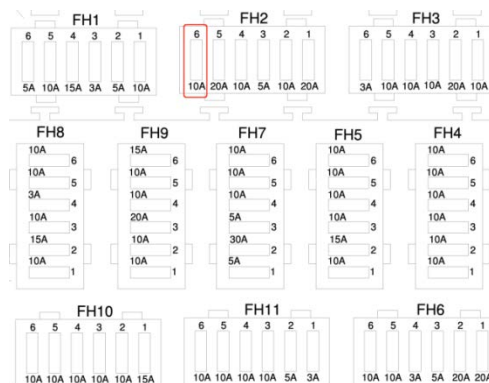 FH1 FH2 FH3
6 5 4 3 2 1 6 5 4 3 2 1 6 5 4 3 2 1
5A 10A 15A 3A 5A 10A 10A 20A 10A 5A 10A 20A 3A 10A 10A 10A 20A 10A
FH8 FH9 FH7 FH5 FH4
10A 15A 10A 10A 10A
6 6 6 6 6
10A 10A 10A 10A 10A
5 5 5 5 5
3A 10A 10A 10A 10A
4 4 4 4 4
10A 20A 5A 10A 10A
3 3 3 3 3
15A 10A 30A 15A 10A
2 2 2 2 2
10A 10A 5A 10A 10A
1 1 1 1 1
FH10 FH11 FH6
6 5 4 3 2 1 6 5 4 3 2 1 6 5 4 3 2 1
10A 10A 10A 10A 10A 15A 10A 10A 10A 10A 5A 3A 10A 10A 3A 5A 20A 20A